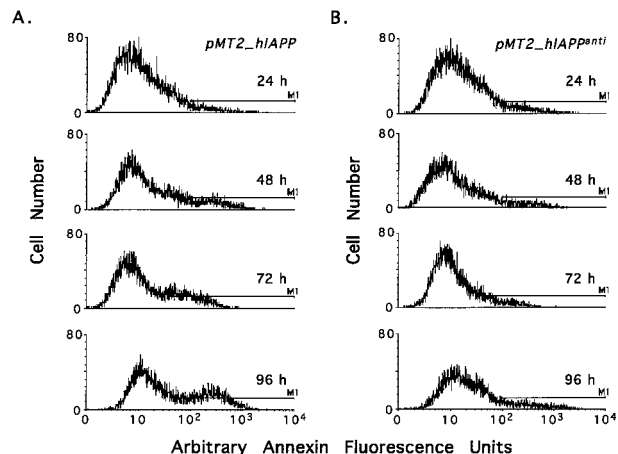 A.
pMT2_hIAPP
80
0
24 h
M1
80
0
48 h
M1
80
0
72 h
M1
80
0
96 h
M1
0 10 10² 10³ 10⁴
Cell Number
B.
pMT2_hIAPPanti
80
0
24 h
M1
80
0
48 h
M1
80
0
72 h
M1
80
0
96 h
M1
0 10 10² 10³ 10⁴
Cell Number
Arbitrary Annexin Fluorescence Units